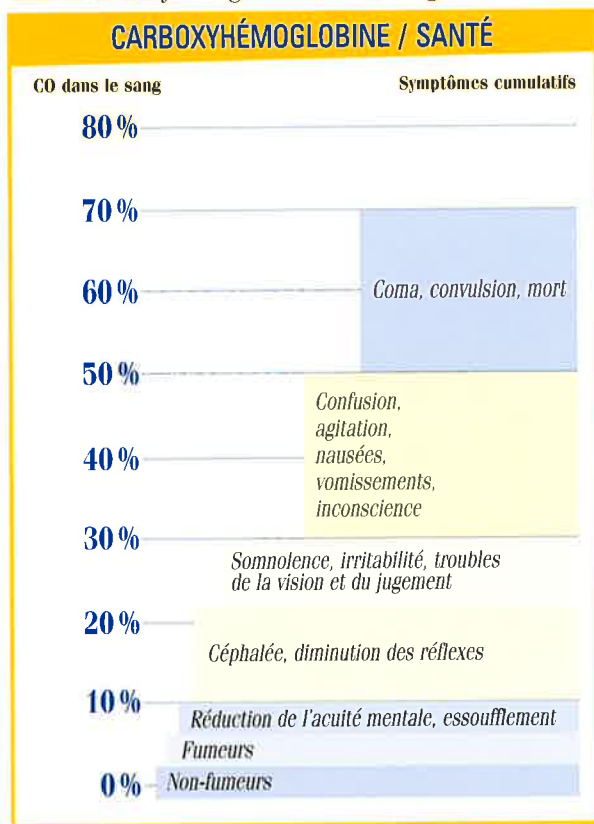 CARBOXYHÉMOGLOBINE / SANTÉ
CO dans le sang
Symptômes cumulatifs
80 %
70 %
60 %
Coma, convulsion, mort
50 %
Confusion,
agitation,
nausées,
40 %
vomissements,
inconscience
30 %
Somnolence, irritabilité, troubles
de la vision et du jugement
20 %
Céphalée, diminution des réflexes
10 %
Réduction de l'acuité mentale, essoufflement
Fumeurs
0 %
Non-fumeurs